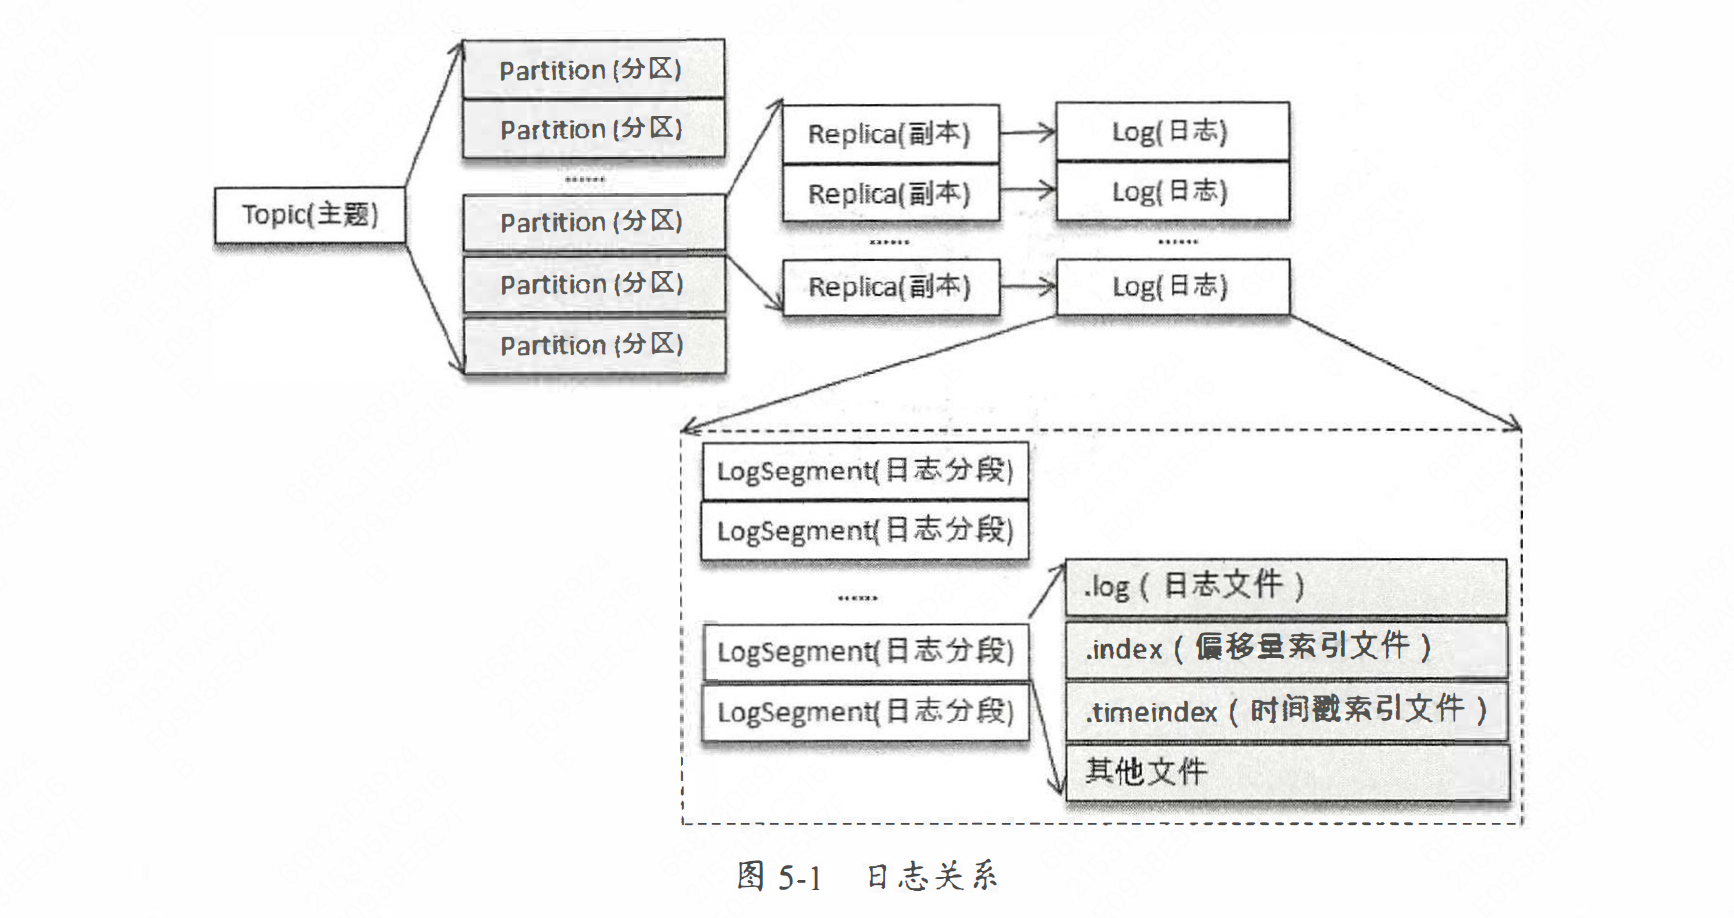 Topic(主题)
Partition (分区)
Partition (分区)
......
Partition (分区)
Partition (分区)
Partition (分区)
Replica(副本)
Replica(副本)
......
Replica(副本)
Log(日志)
Log(日志)
......
Log(日志)
LogSegment(日志分段)
LogSegment(日志分段)
......
LogSegment(日志分段)
LogSegment(日志分段)
.log（日志文件）
.index（偏移量索引文件）
.timeindex（时间戳索引文件）
其他文件
图 5-1 日志关系